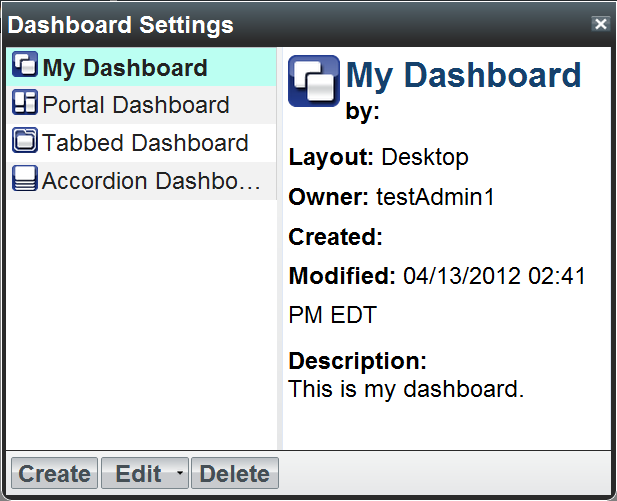 Dashboard Settings
My Dashboard
Portal Dashboard
Tabbed Dashboard
Accordion Dashbo...
My Dashboard
by:
Layout: Desktop
Owner: testAdmin1
Created:
Modified: 04/13/2012 02:41
PM EDT
Description:
This is my dashboard.
Create Edit Delete